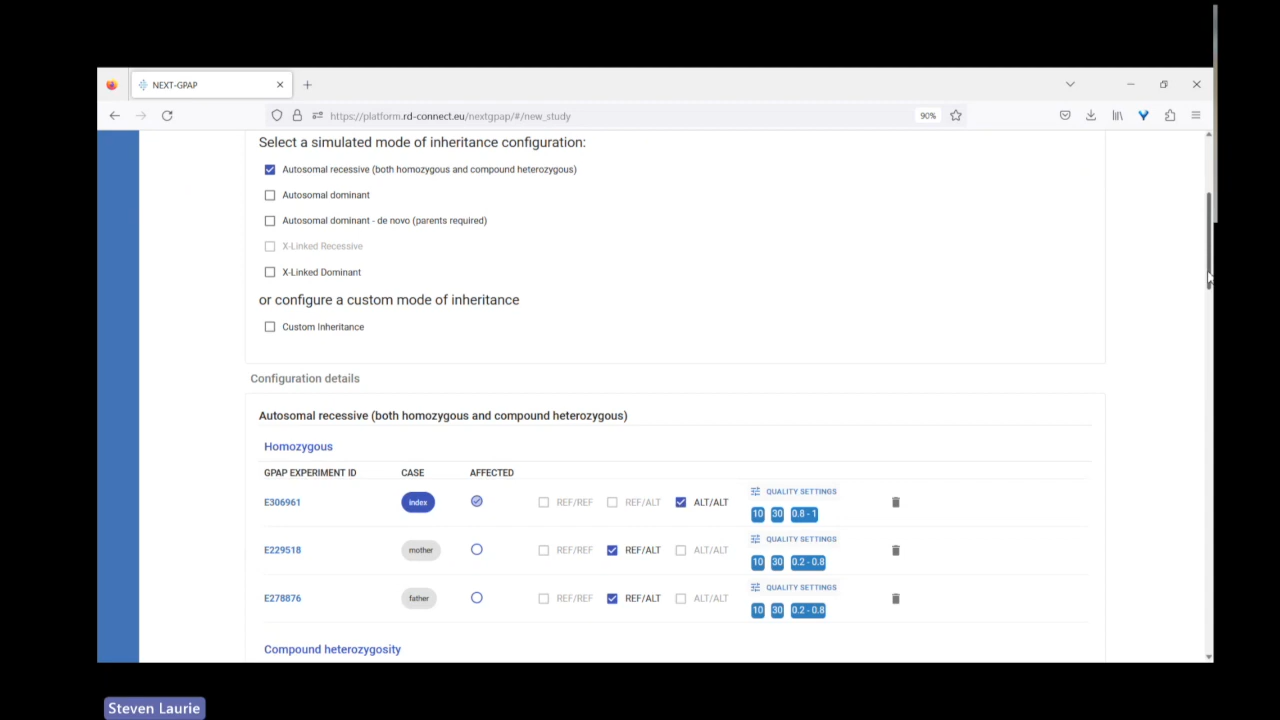 NEXT-GPAP
https://platform.rd-connect.eu/nextgpap/#/new_study
90%
Select a simulated mode of inheritance configuration:
Autosomal recessive (both homozygous and compound heterozygous)
Autosomal dominant
Autosomal dominant - de novo (parents required)
X-Linked Recessive
X-Linked Dominant
or configure a custom mode of inheritance
Custom Inheritance
Configuration details
Autosomal recessive (both homozygous and compound heterozygous)
Homozygous
GPAP EXPERIMENT ID CASE AFFECTED
QUALITY SETTINGS
E306961 index REF/REF REF/ALT ALT/ALT
10 30 0.8 - 1
QUALITY SETTINGS
E229518 mother REF/REF REF/ALT ALT/ALT
10 30 0.2 - 0.8
QUALITY SETTINGS
E278876 father REF/REF REF/ALT ALT/ALT
10 30 0.2 - 0.8
Compound heterozygosity
Steven Laurie